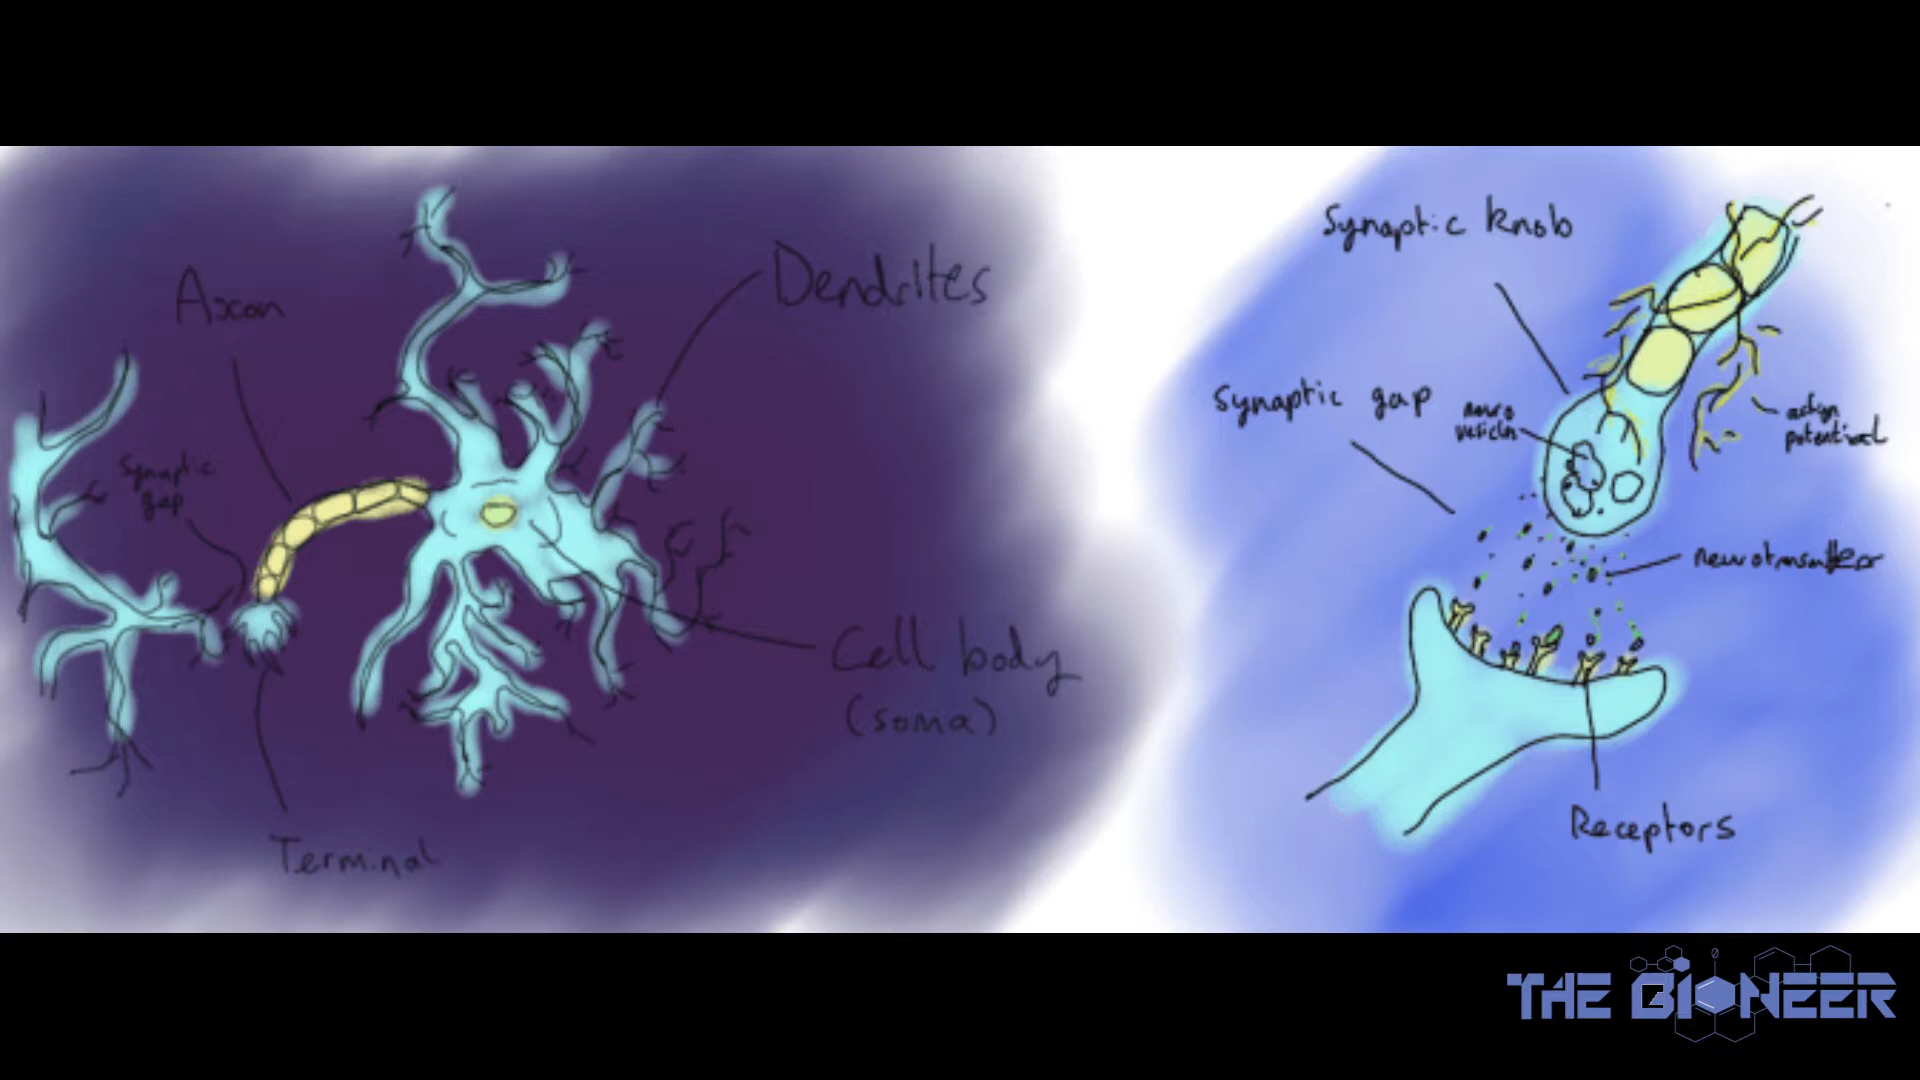 Axon
Dendrites
Synaptic
gap
Cell body
(soma)
Terminal
Synaptic knob
Synaptic gap
neuro
vesicles
action
potential
Receptors
THE BIONEER